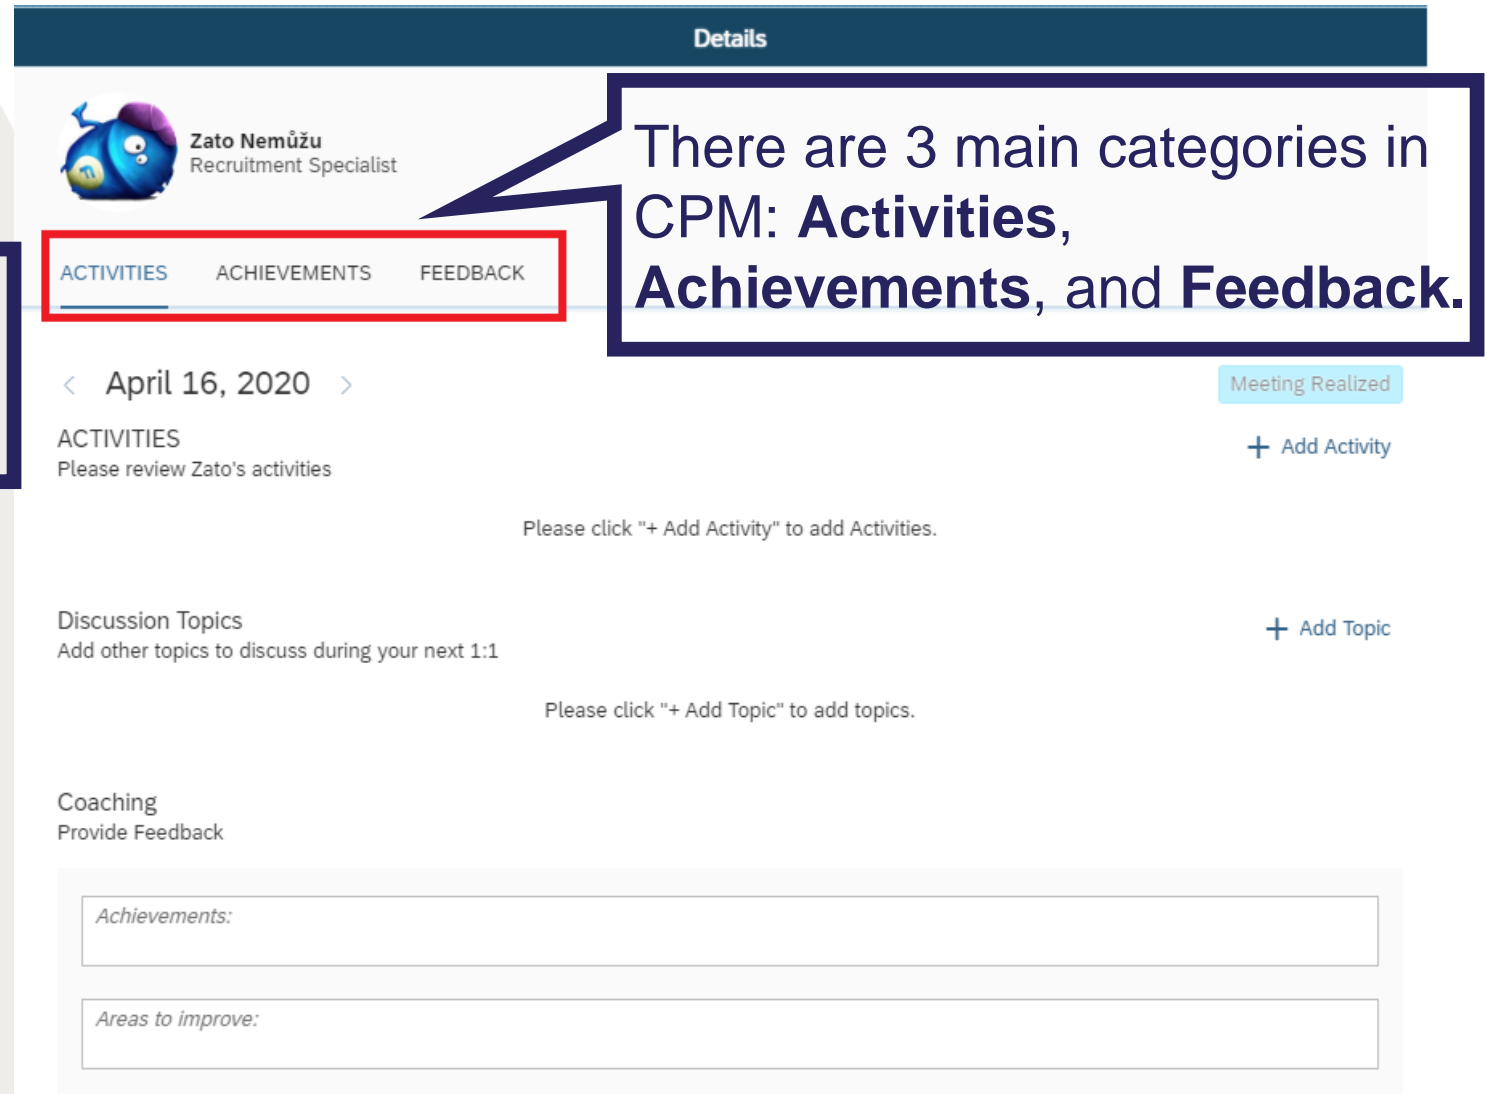 Details
Zato Nemůžu
Recruitment Specialist
There are 3 main categories in
CPM: Activities,
Achievements, and Feedback.
ACTIVITIES ACHIEVEMENTS FEEDBACK
< April 16, 2020 >
Meeting Realized
ACTIVITIES
Please review Zato's activities
+ Add Activity
Please click "+ Add Activity" to add Activities.
Discussion Topics
Add other topics to discuss during your next 1:1
+ Add Topic
Please click "+ Add Topic" to add topics.
Coaching
Provide Feedback
Achievements:
Areas to improve: